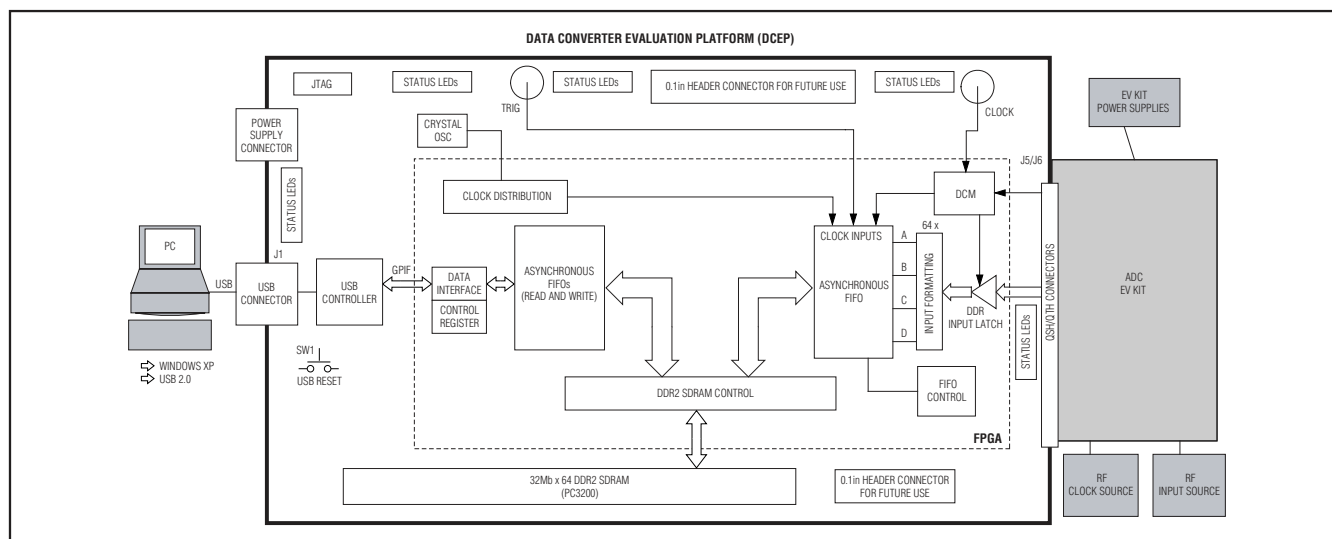 DATA CONVERTER EVALUATION PLATFORM (DCEP)
JTAG
STATUS LEDs
TRIG
STATUS LEDs
0.1in HEADER CONNECTOR FOR FUTURE USE
STATUS LEDs
CLOCK
EV KIT
POWER SUPPLIES
POWER
SUPPLY
CONNECTOR
CRYSTAL
OSC
J5/J6
STATUS LEDs
CLOCK DISTRIBUTION
DCM
PC
USB
J1
USB
CONNECTOR
USB
CONTROLLER
GPIF
DATA
INTERFACE
CONTROL
REGISTER
ASYNCHRONOUS
FIFOs
(READ AND WRITE)
CLOCK INPUTS
ASYNCHRONOUS
FIFO
A
B
C
D
64 x
INPUT FORMATTING
DDR
INPUT LATCH
STATUS LEDs
QSH/QTH CONNECTORS
ADC
EV KIT
WINDOWS XP
USB 2.0
SW1
USB RESET
DDR2 SDRAM CONTROL
FIFO
CONTROL
FPGA
32Mb x 64 DDR2 SDRAM
(PC3200)
0.1in HEADER CONNECTOR
FOR FUTURE USE
RF
CLOCK SOURCE
RF
INPUT SOURCE